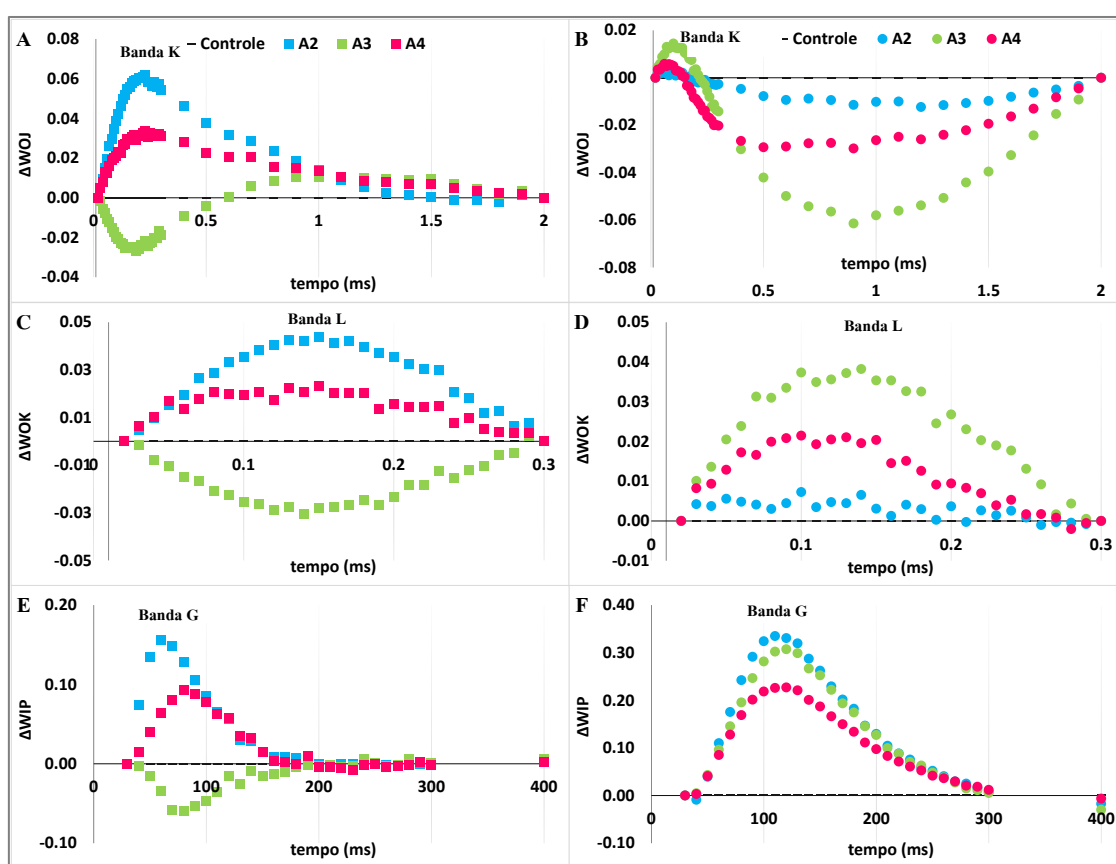 A
Banda K
Controle A2 A3 A4
0.08
0.06
0.04
0.02
0.00
-0.02
-0.04
ΔWOJ
0 0.5 1 1.5 2
tempo (ms)
B
Banda K
Controle A2 A3 A4
0.02
0.00
-0.02
-0.04
-0.06
-0.08
ΔWOJ
tempo (ms)
0 0.5 1 1.5 2
C
Banda L
0.05
0.03
0.01
-0.01
-0.03
-0.05
ΔWOK
0 0.1 0.2 0.3
tempo (ms)
D
Banda L
0.05
0.04
0.03
0.02
0.01
0.00
-0.01
ΔWOK
0 0.1 0.2 0.3
tempo (ms)
E
Banda G
0.20
0.10
0.00
-0.10
ΔWIP
0 100 200 300 400
tempo (ms)
F
Banda G
0.40
0.30
0.20
0.10
0.00
-0.10
ΔWIP
0 100 200 300 400
tempo (ms)